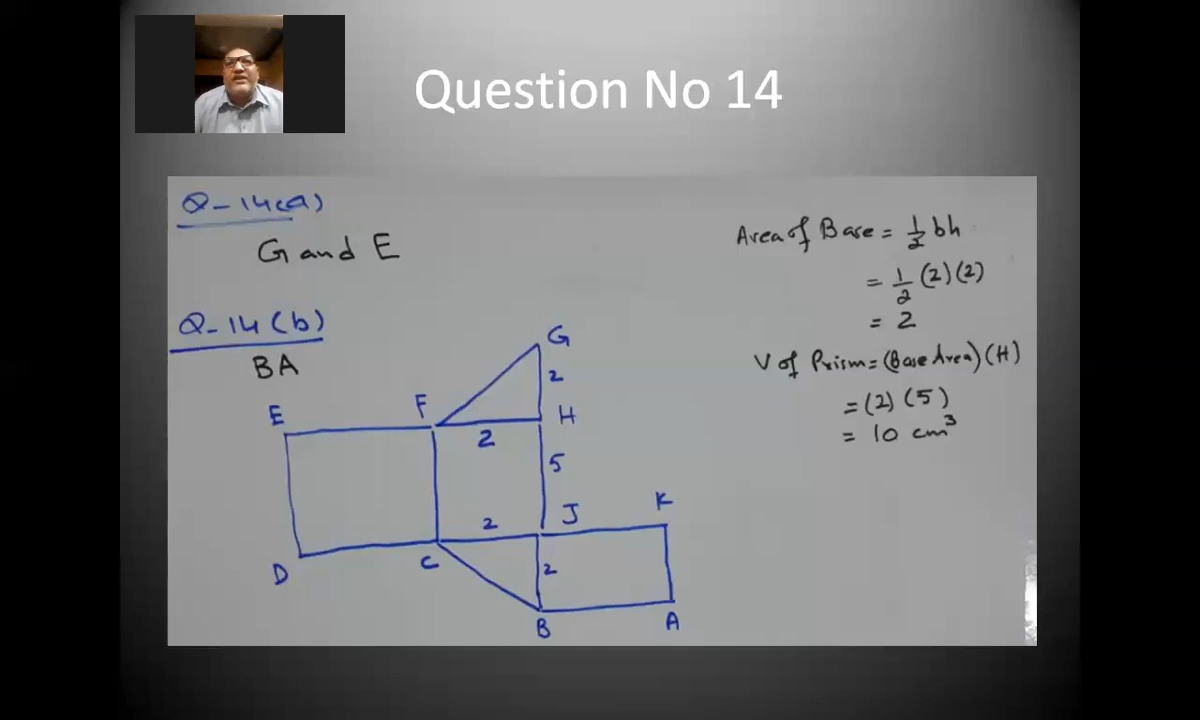 Question No 14
Q-14(a)
G and E
Q-14(b)
BA
G
2
E
F
H
2
5
K
2
J
D
C
2
B
A
Area of Base = 1/2 bh
= 1/2 (2)(2)
= 2
V of Prism = (Base Area)(H)
= (2)(5)
= 10 cm³